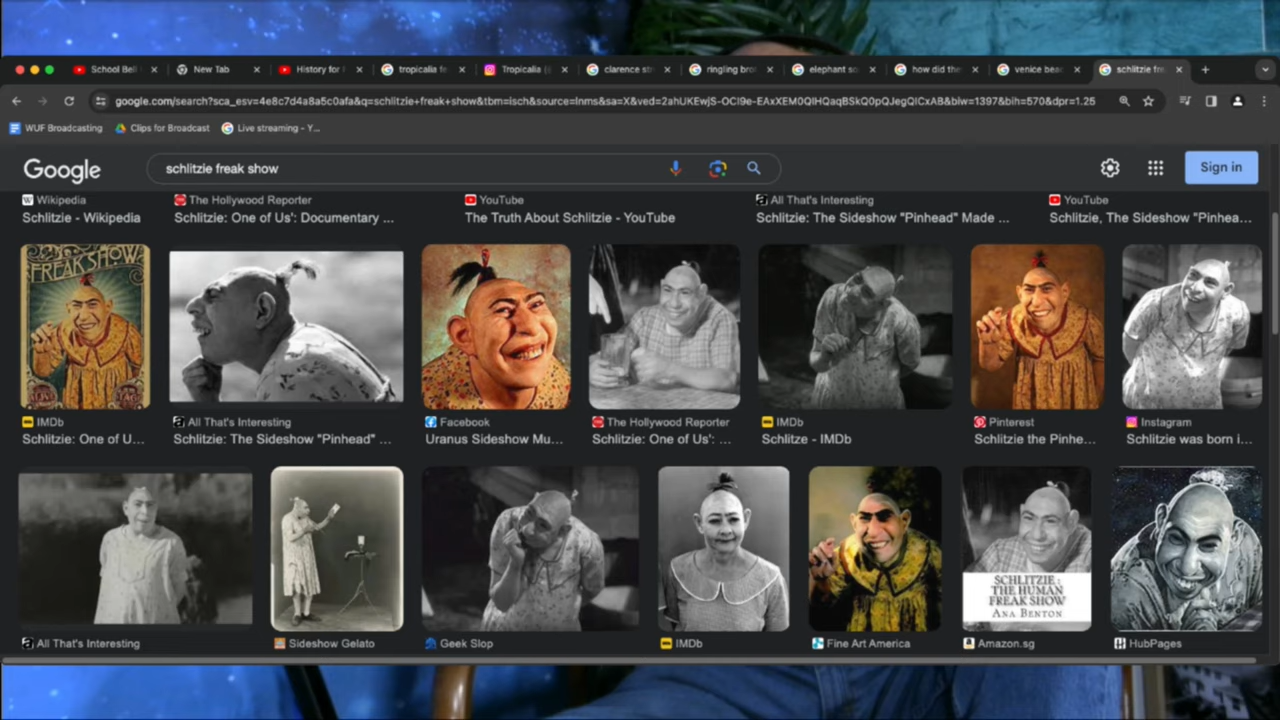 School Bell
New Tab
History for
tropicalia fe
Tropicalia (
clarence str
ringling bro
elephant so
how did the
venice beac
schlitzie fre
google.com/search?sca_esv=4e8c7d4a8a5c0afa&q=schlitzie+freak+show&tbm=isch&source=lnms&sa=X&ved=2ahUKEwjS-OCI9e-EAxXEM0QIHQaqBSkQ0pQJegQICxAB&biw=1397&bih=570&dpr=1.25
WUF Broadcasting
Clips for Broadcast
Live streaming - Y...
Google
schlitzie freak show
Sign in
Wikipedia
Schlitzie - Wikipedia
The Hollywood Reporter
Schlitzie: One of Us': Documentary ...
YouTube
The Truth About Schlitzie - YouTube
All That's Interesting
Schlitzie: The Sideshow "Pinhead" Made ...
YouTube
Schlitzie, The Sideshow "Pinhea...
FREAK SHOW
ALIVE
IMDb
Schlitzie: One of U...
All That's Interesting
Schlitzie: The Sideshow "Pinhead" ...
Facebook
Uranus Sideshow Mu...
The Hollywood Reporter
Schlitzie: One of Us': ...
IMDb
Schlitze - IMDb
Pinterest
Schlitzie the Pinhe...
Instagram
Schlitzie was born i...
SCHLITZIE :
THE HUMAN
FREAK SHOW
ANA BENTON
All That's Interesting
Sideshow Gelato
Geek Slop
IMDb
Fine Art America
Amazon.sg
HubPages